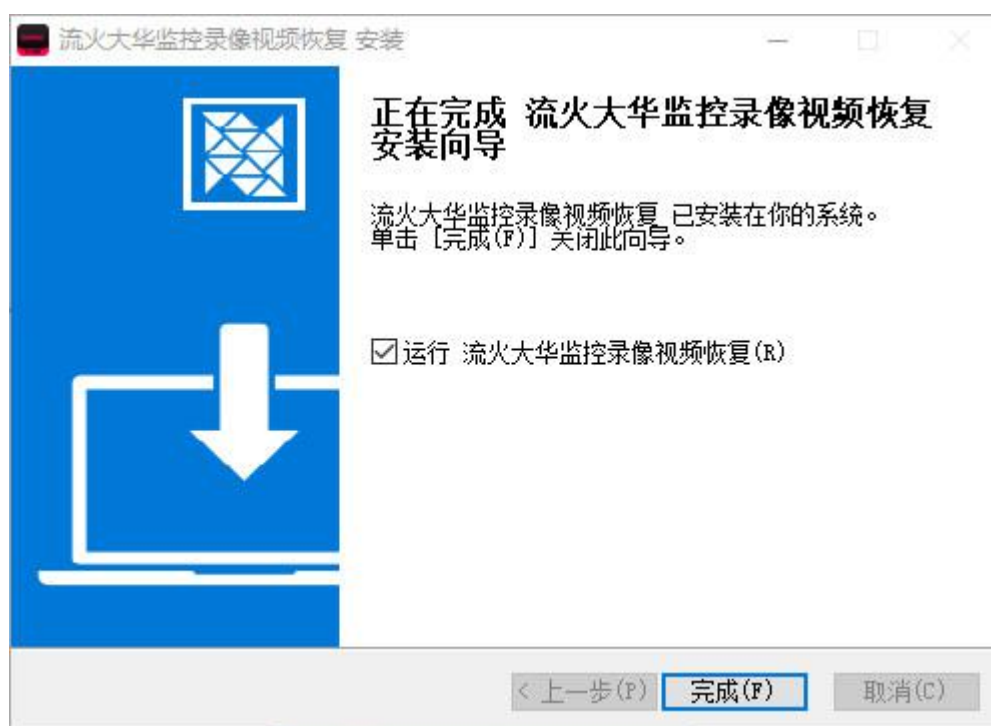 流火大华监控录像视频恢复 安装
正在完成 流火大华监控录像视频恢复
安装向导
流火大华监控录像视频恢复 已安装在你的系统。
单击 [完成(F)] 关闭此向导。
运行 流火大华监控录像视频恢复(R)
< 上一步(P)
完成(F)
取消(C)